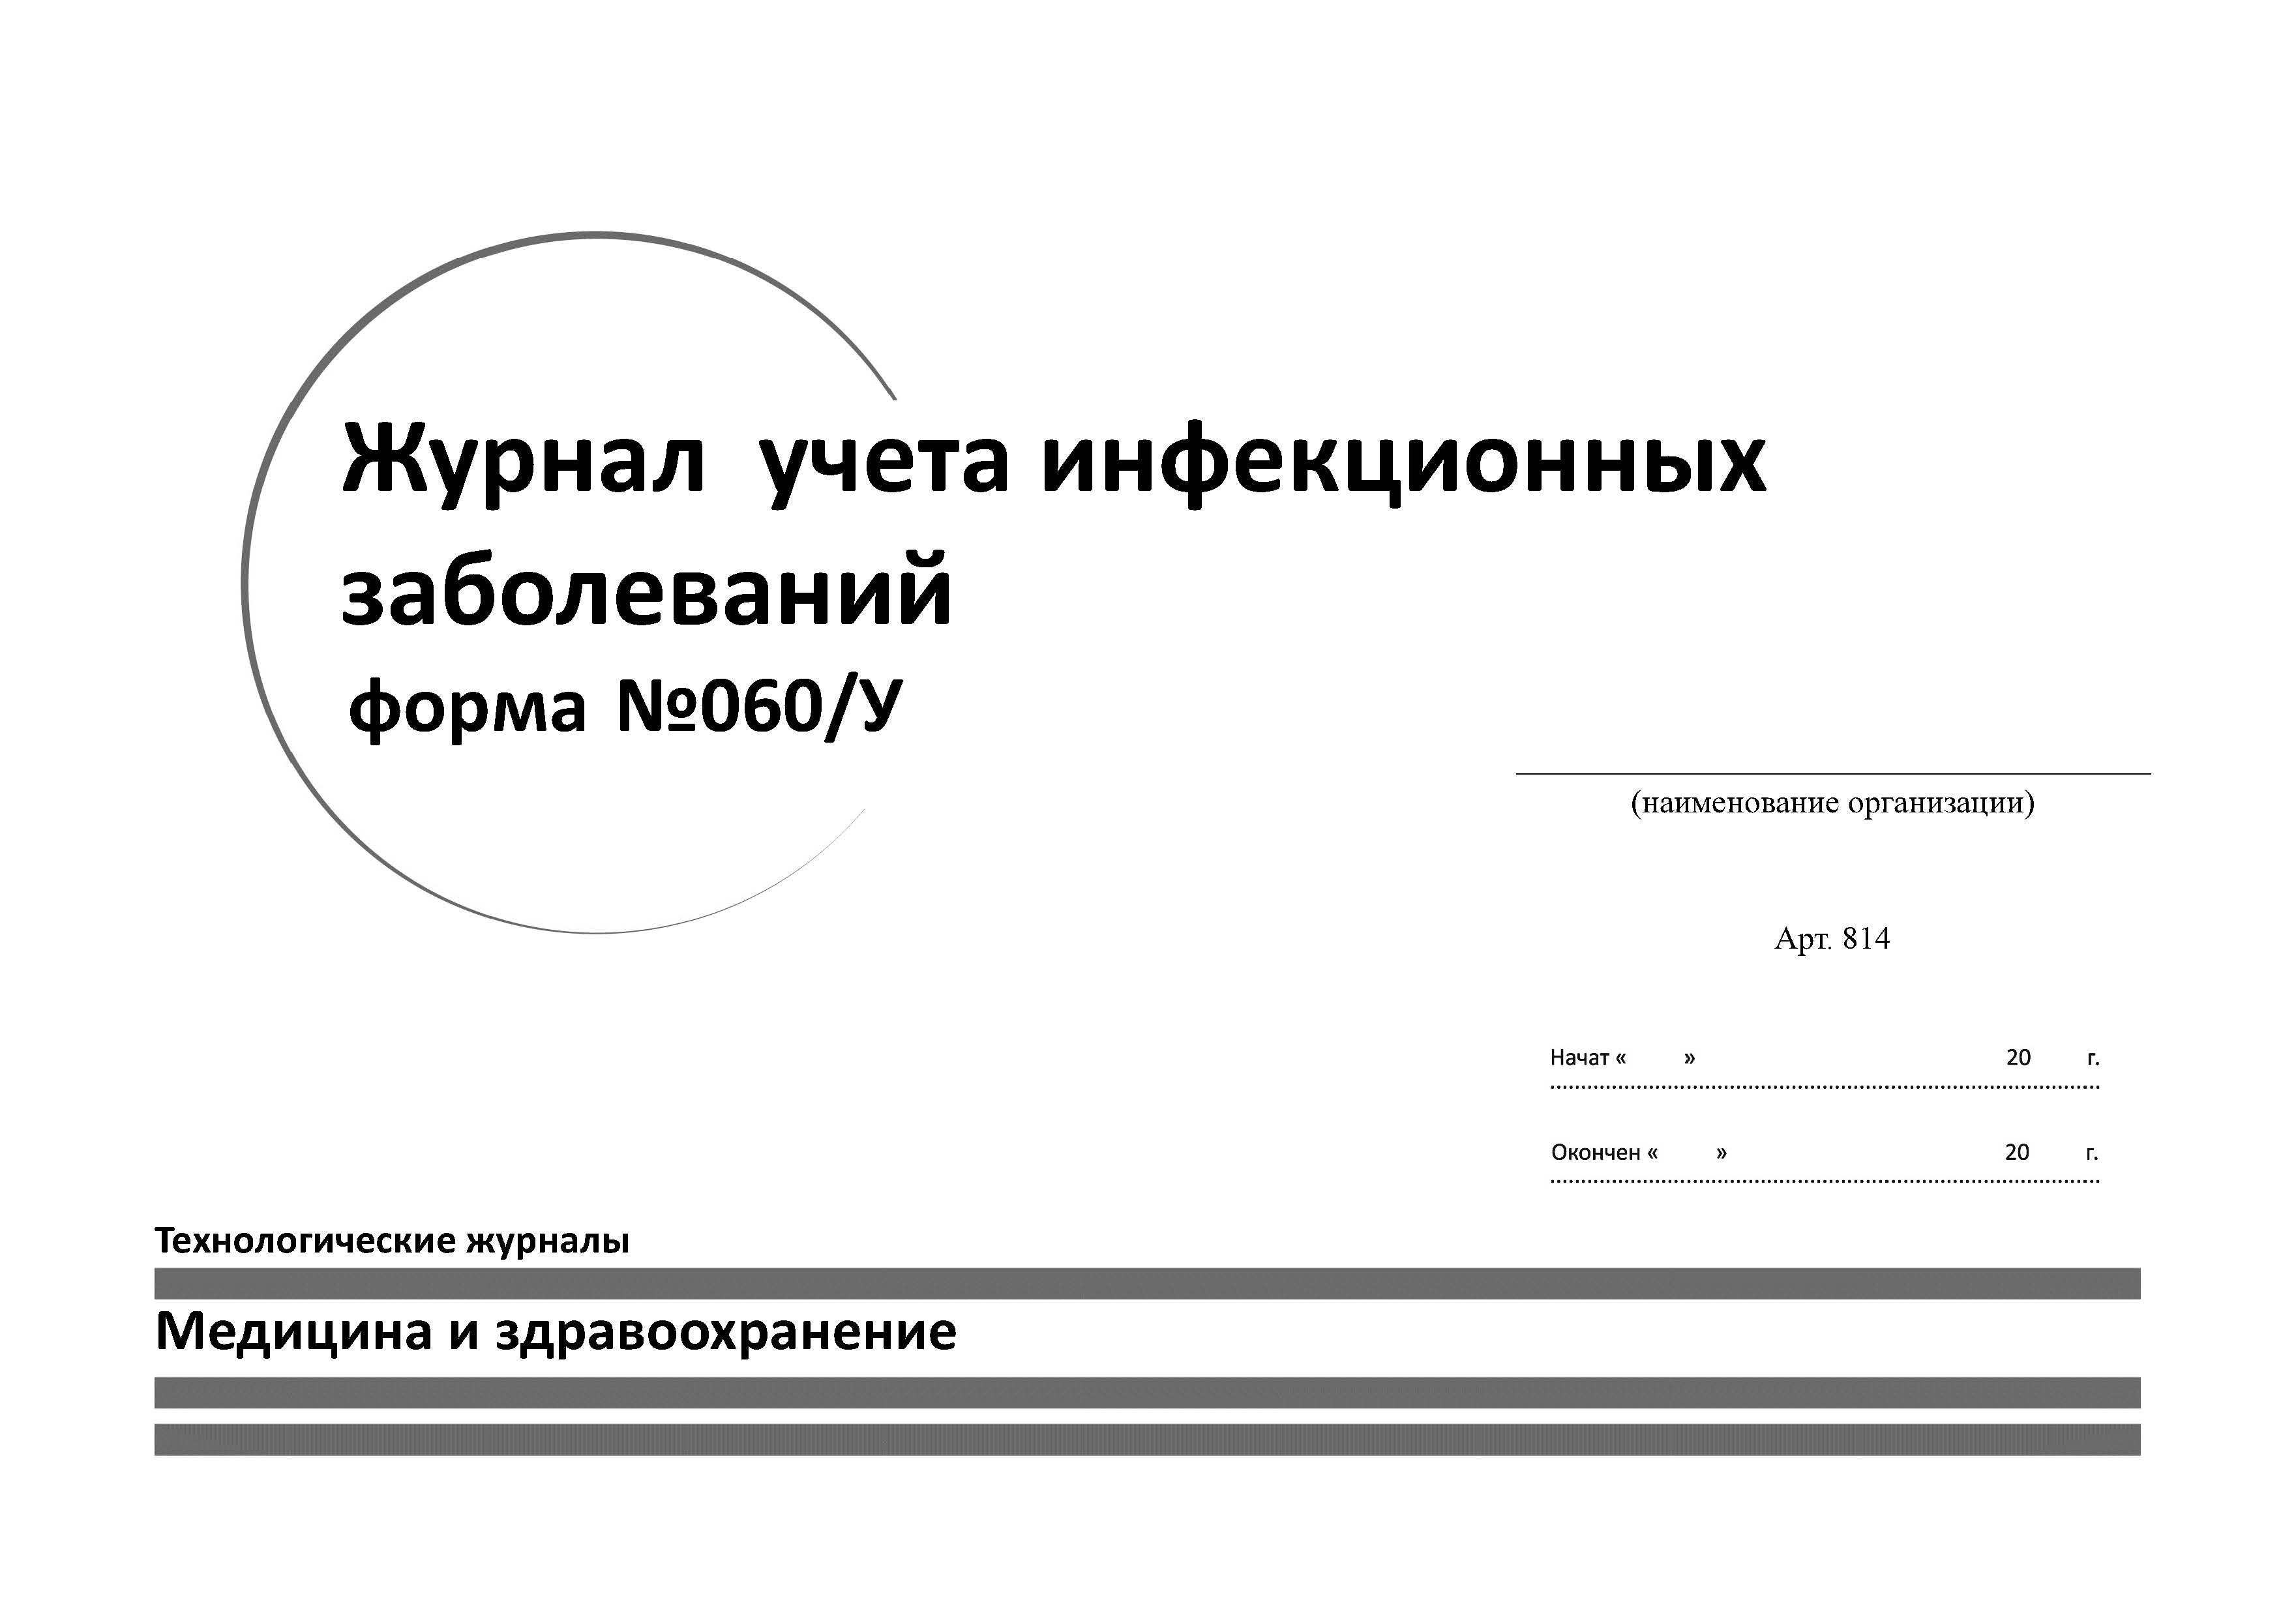 Журнал учета инфекционных
заболеваний
форма №060/У
(наименование организации)
Арт. 814
Начат « » 20 г.
Окончен « » 20 г.
Технологические журналы
Медицина и здравоохранение